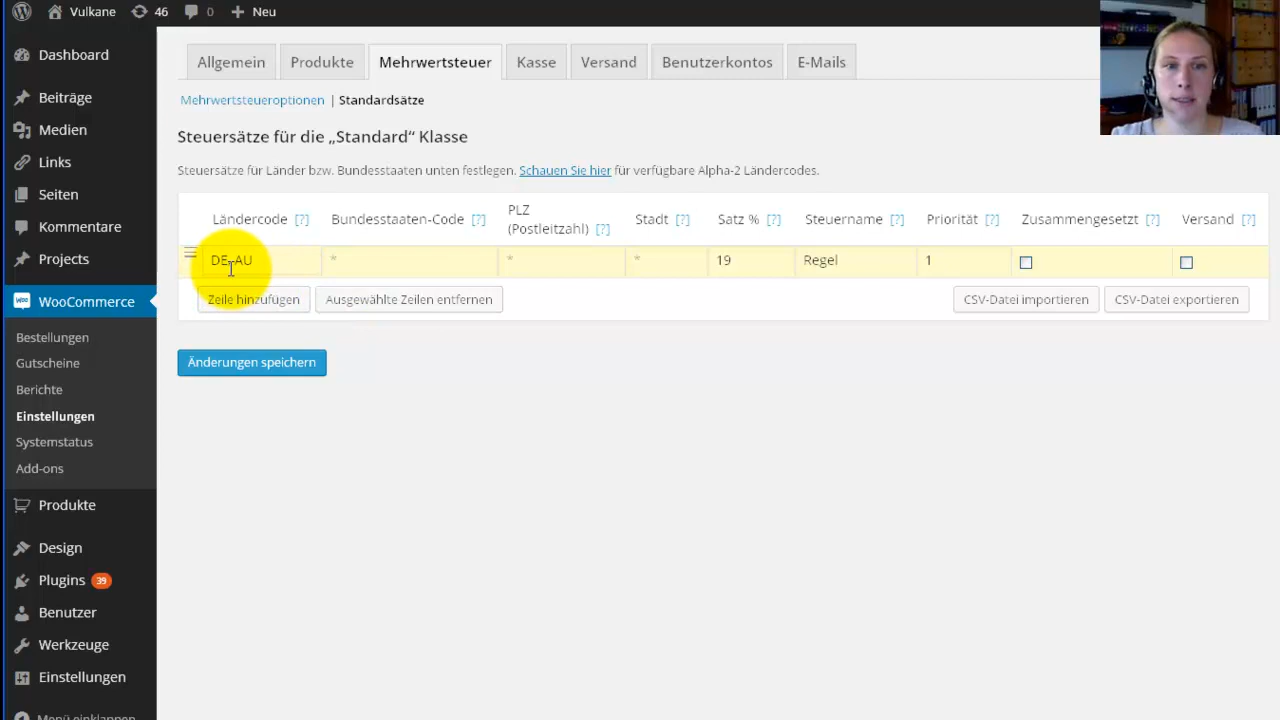 Vulkane 46 0 Neu
Dashboard
Beiträge
Medien
Links
Seiten
Kommentare
Projects
WooCommerce
Bestellungen
Gutscheine
Berichte
Einstellungen
Systemstatus
Add-ons
Produkte
Design
Plugins 39
Benutzer
Werkzeuge
Einstellungen
Menü einklappen
Allgemein Produkte Mehrwertsteuer Kasse Versand Benutzerkontos E-Mails
Mehrwertsteueroptionen | Standardsätze
Steuersätze für die „Standard“ Klasse
Steuersätze für Länder bzw. Bundesstaaten unten festlegen. Schauen Sie hier für verfügbare Alpha-2 Ländercodes.
Ländercode [?] Bundesstaaten-Code [?] PLZ (Postleitzahl) [?] Stadt [?] Satz % [?] Steuername [?] Priorität [?] Zusammengesetzt [?] Versand [?]
DE, AU * * * 19 Regel 1
Zeile hinzufügen Ausgewählte Zeilen entfernen CSV-Datei importieren CSV-Datei exportieren
Änderungen speichern